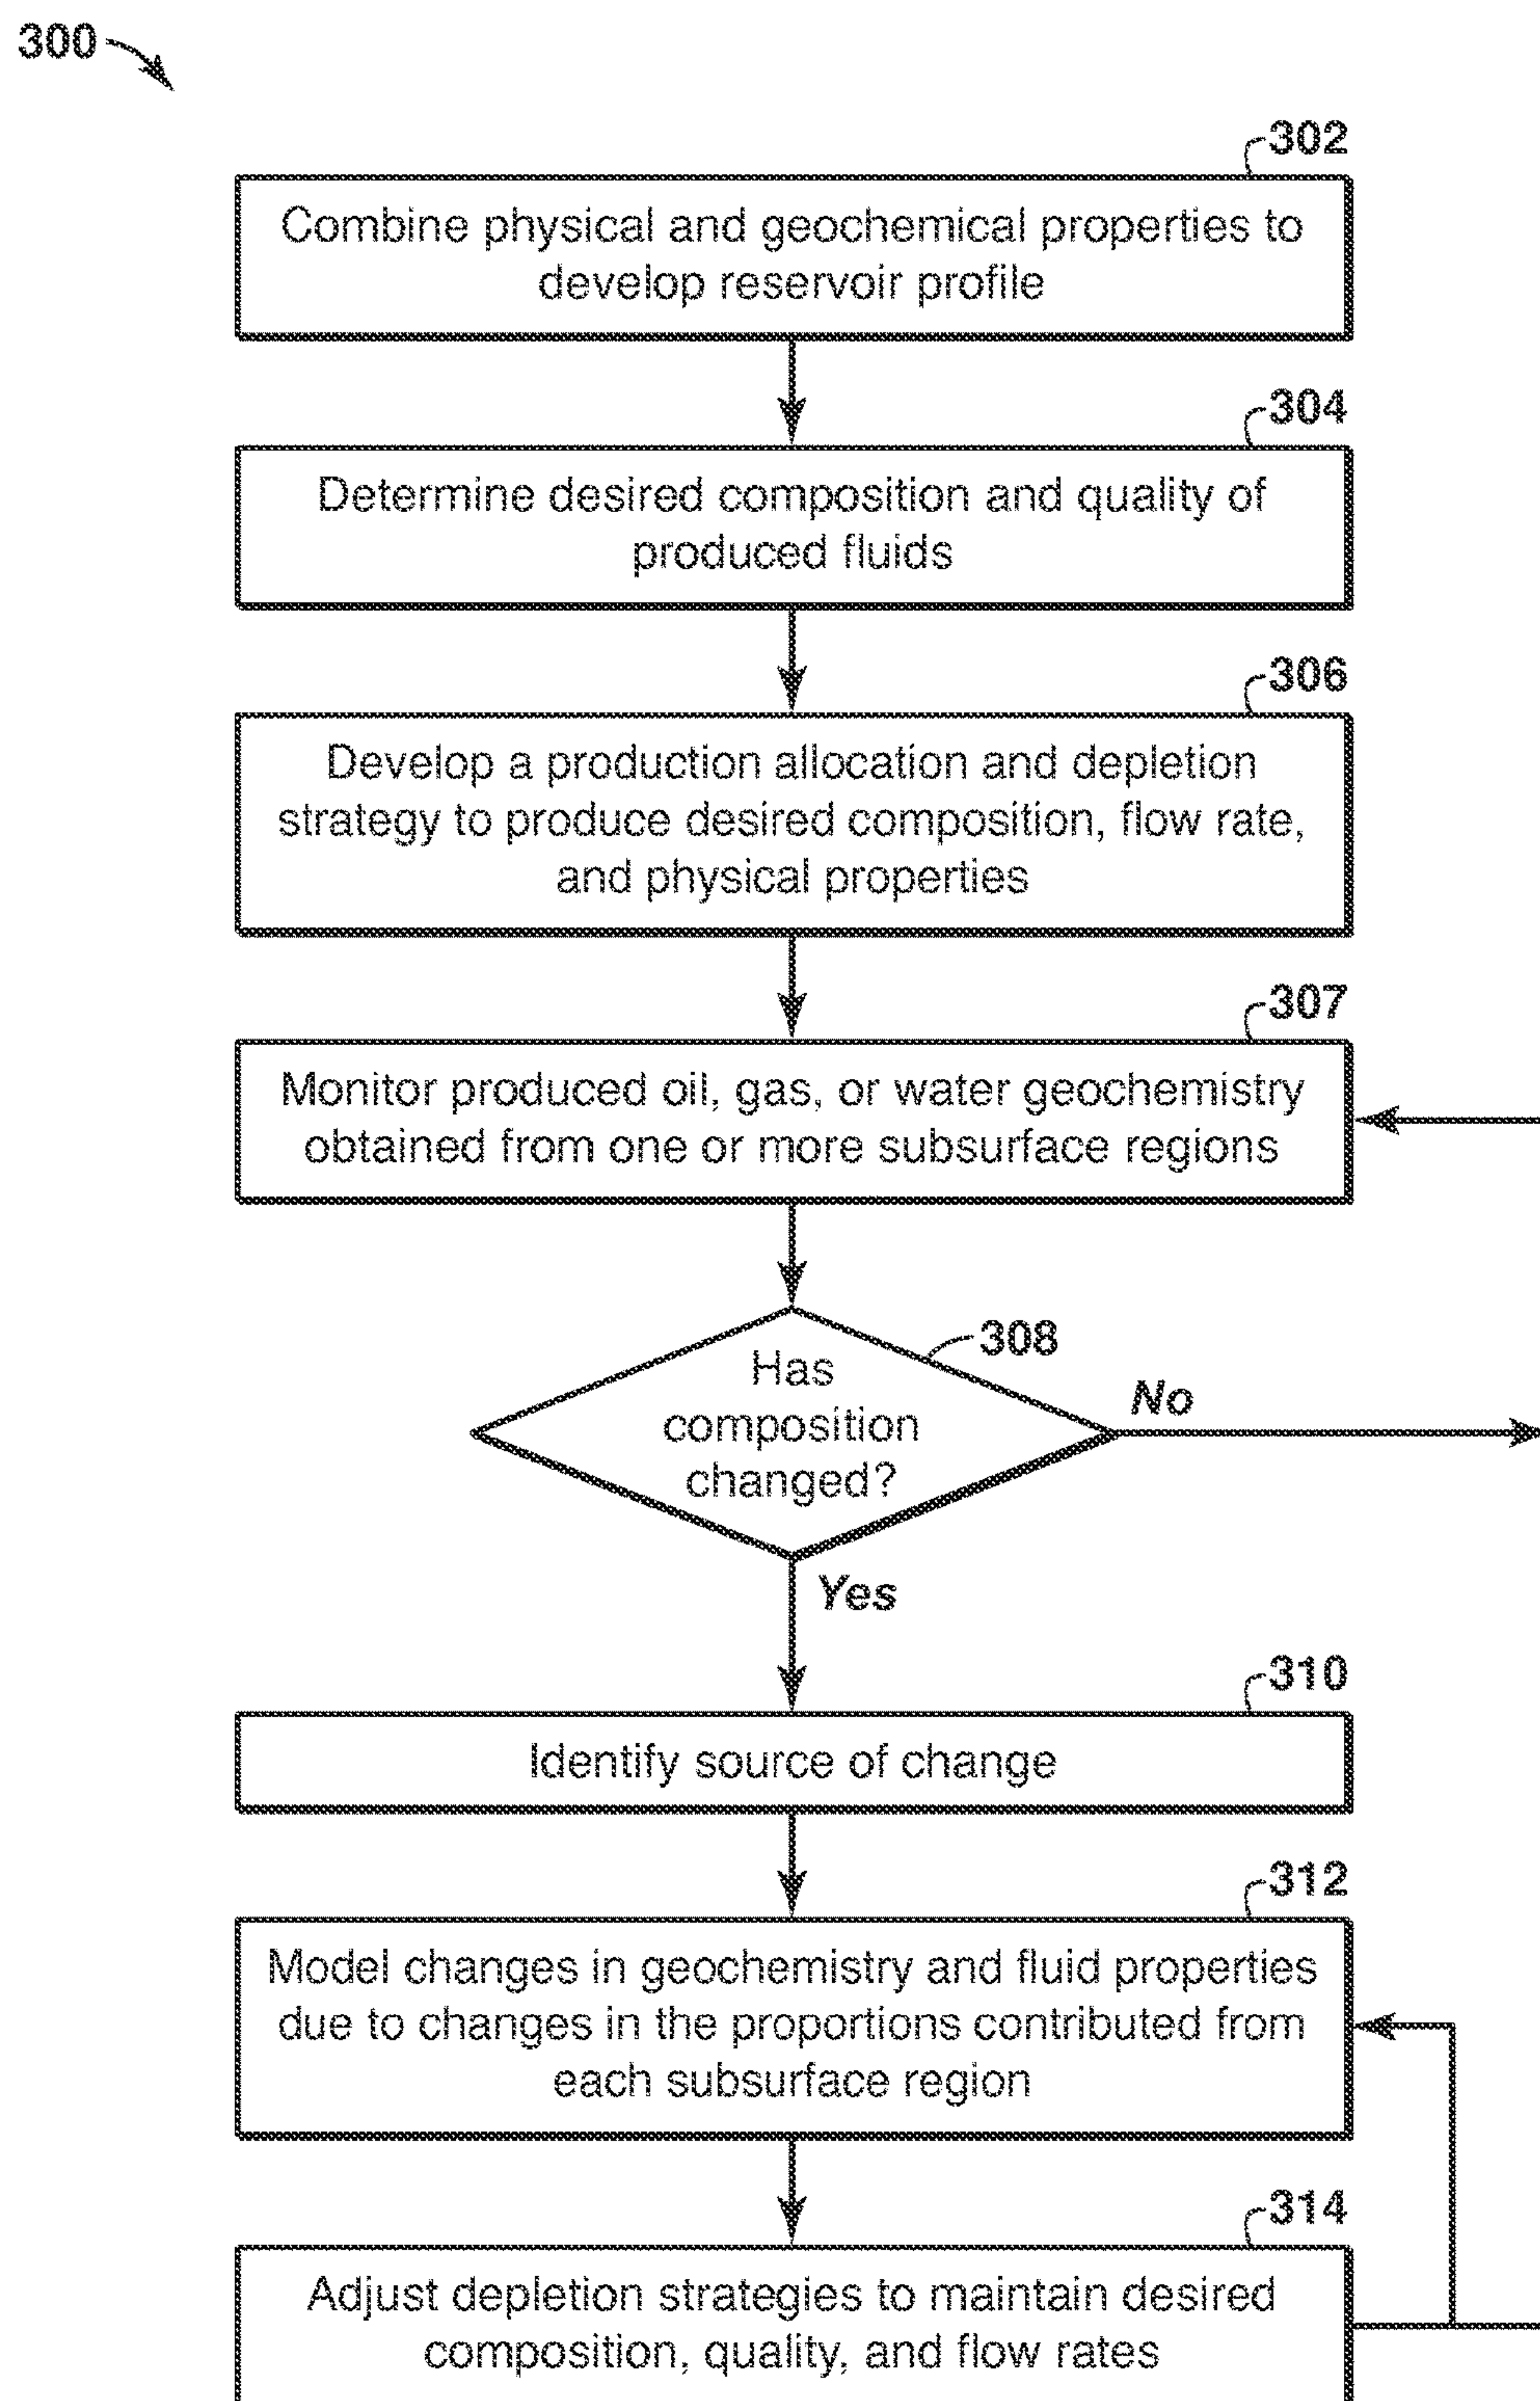 300
302
Combine physical and geochemical properties to
develop reservoir profile
304
Determine desired composition and quality of
produced fluids
306
Develop a production allocation and depletion
strategy to produce desired composition, flow rate,
and physical properties
307
Monitor produced oil, gas, or water geochemistry
obtained from one or more subsurface regions
308
Has
composition
changed?
No
Yes
310
Identify source of change
312
Model changes in geochemistry and fluid properties
due to changes in the proportions contributed from
each subsurface region
314
Adjust depletion strategies to maintain desired
composition, quality, and flow rates